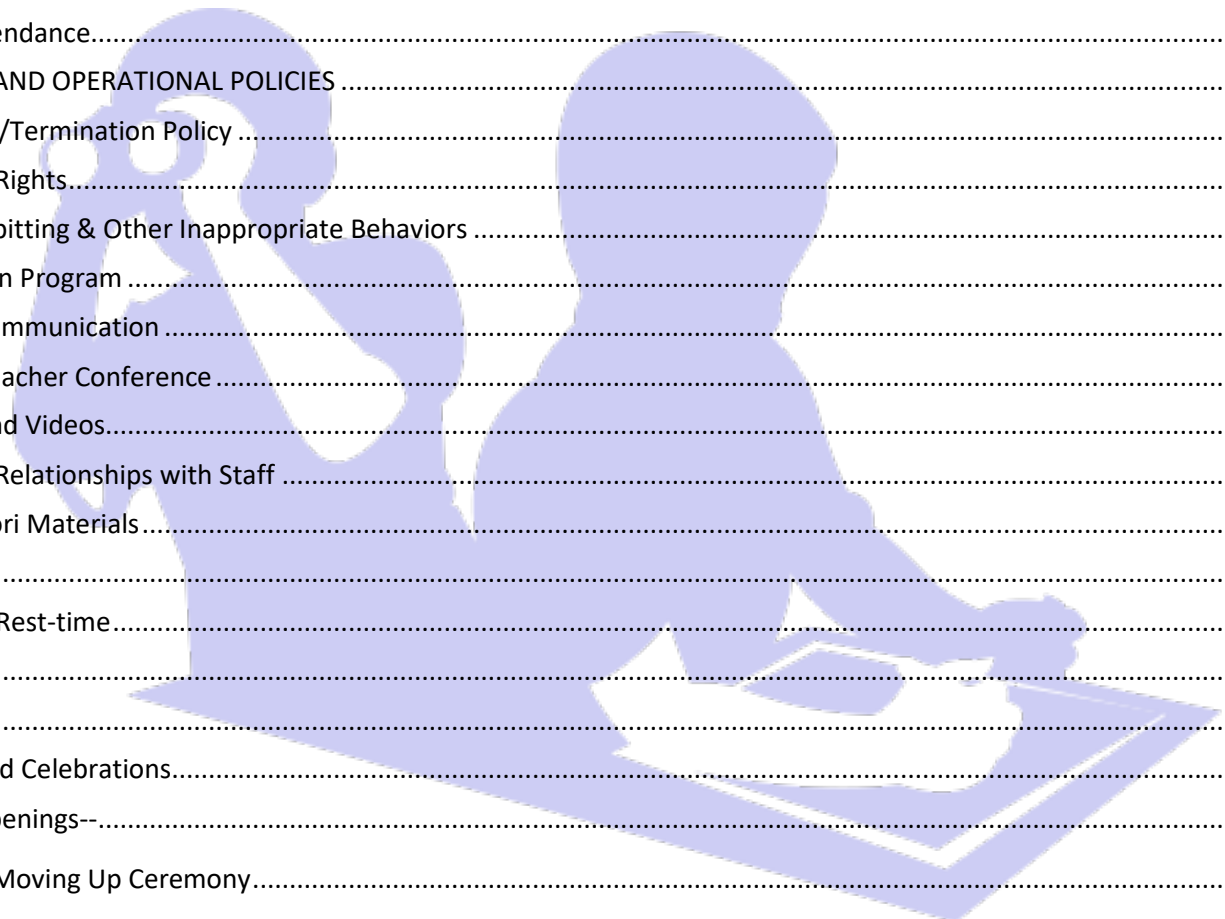 endance........................................................................................................
AND OPERATIONAL POLICIES ........................................................................................................
/Termination Policy ........................................................................................................
Rights........................................................................................................
pitting & Other Inappropriate Behaviors ........................................................................................................
n Program ........................................................................................................
mmunication ........................................................................................................
acher Conference ........................................................................................................
d Videos........................................................................................................
Relationships with Staff ........................................................................................................
ori Materials ........................................................................................................
........................................................................................................
Rest-time ........................................................................................................
........................................................................................................
........................................................................................................
d Celebrations........................................................................................................
penings--........................................................................................................
Moving Up Ceremony ........................................................................................................